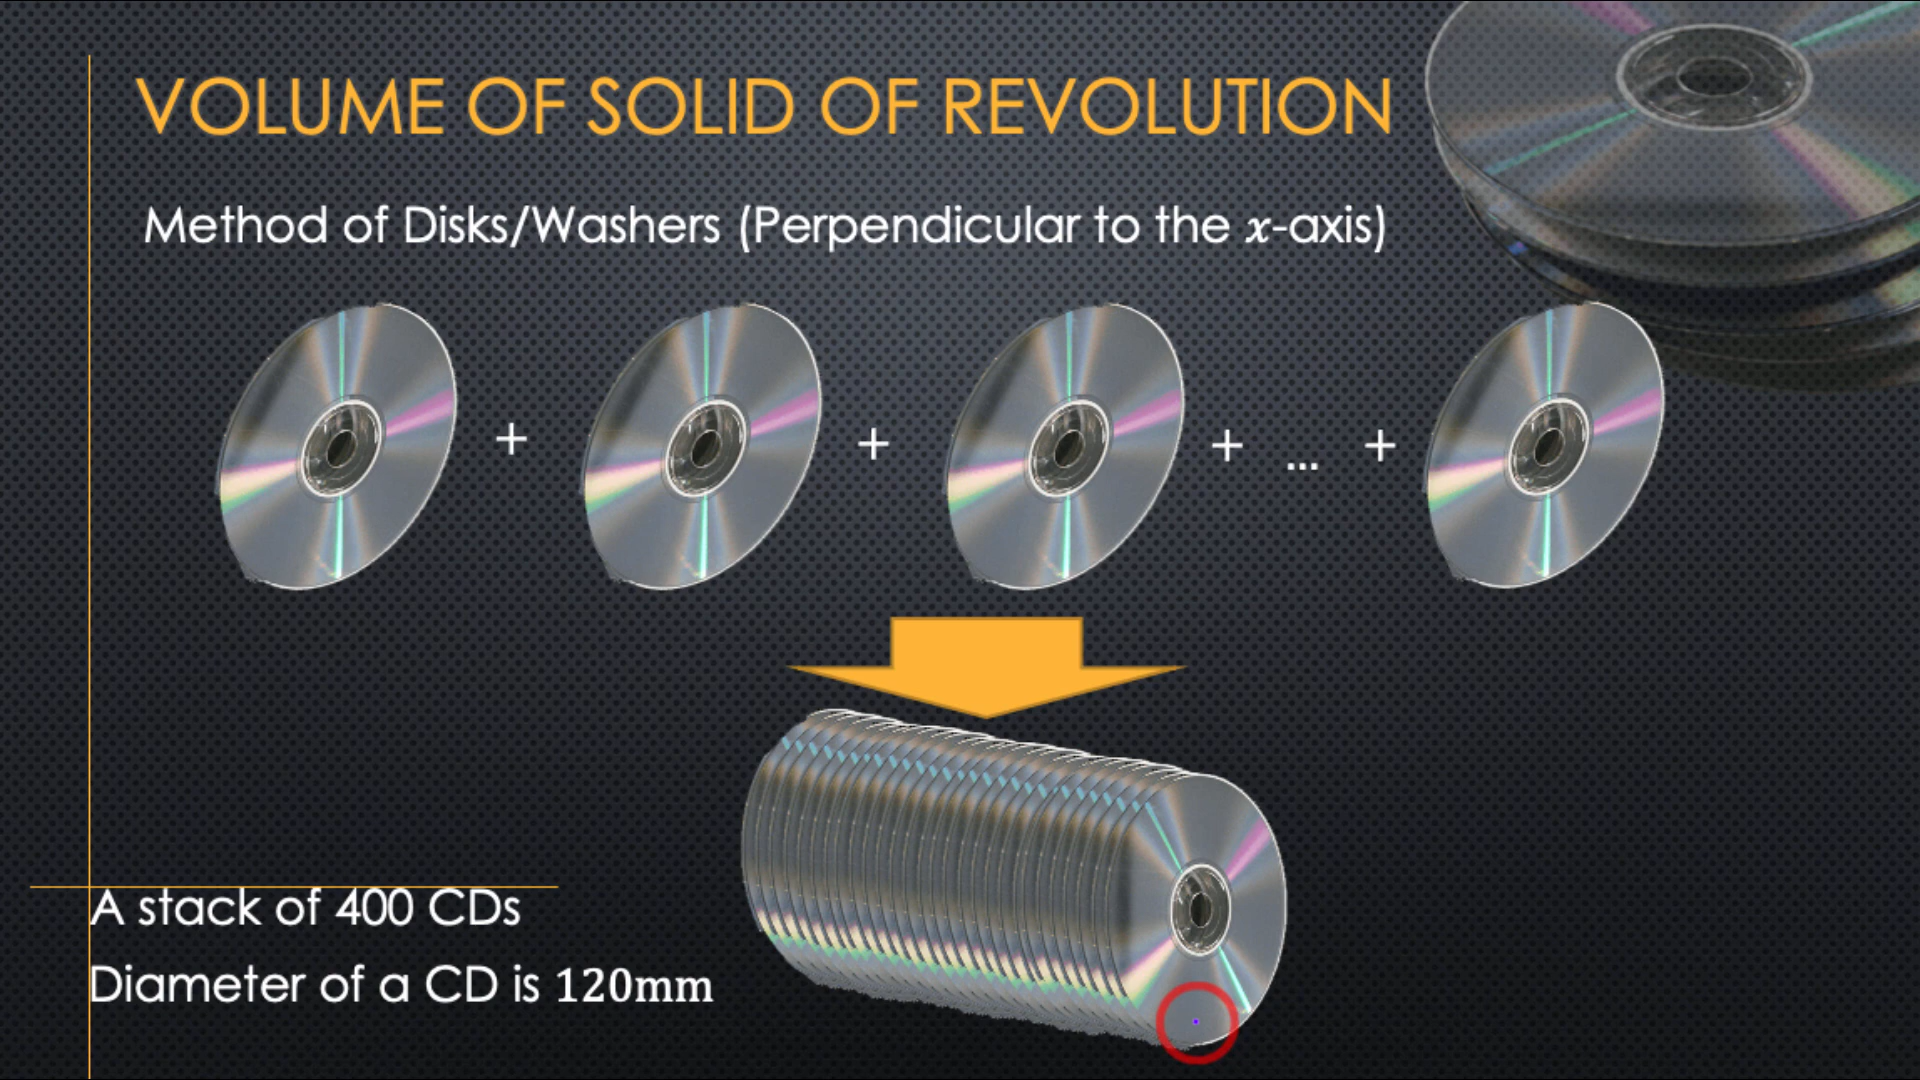 VOLUME OF SOLID OF REVOLUTION
Method of Disks/Washers (Perpendicular to the x-axis)
+ + + ... +
A stack of 400 CDs
Diameter of a CD is 120mm